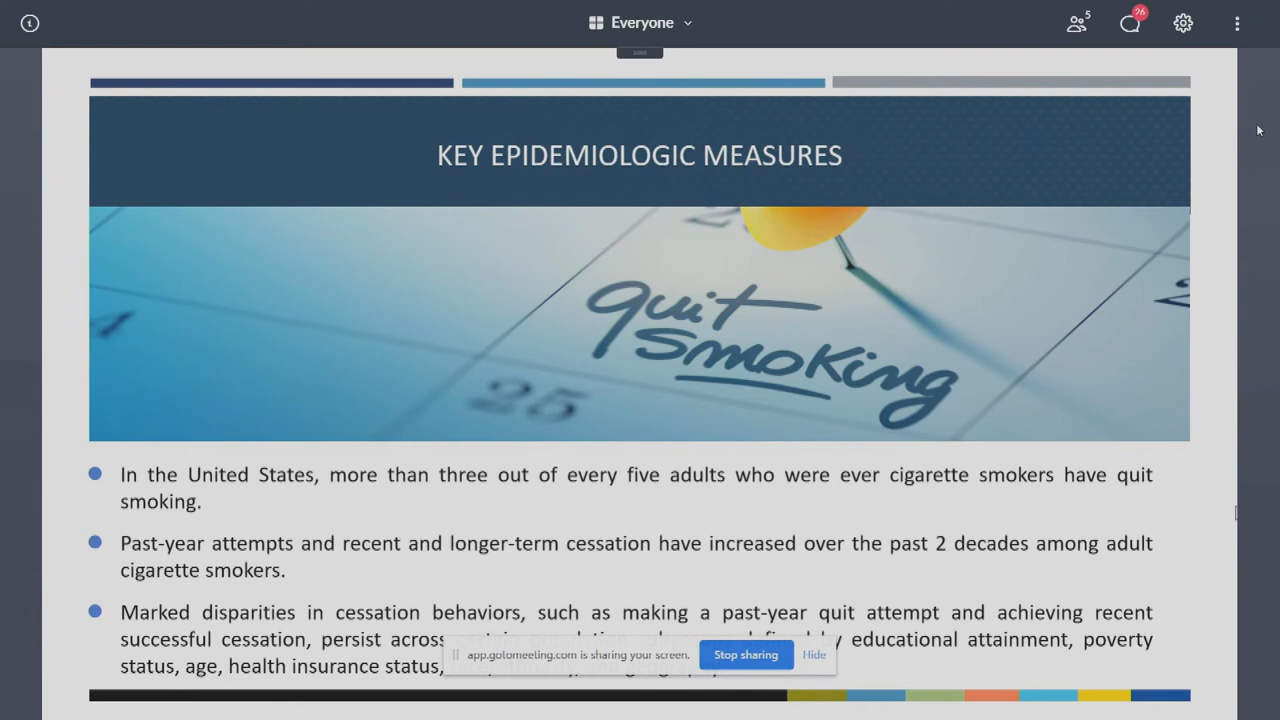 Everyone
5
26
KEY EPIDEMIOLOGIC MEASURES
quit
smoking
25
In the United States, more than three out of every five adults who were ever cigarette smokers have quit
smoking.
Past-year attempts and recent and longer-term cessation have increased over the past 2 decades among adult
cigarette smokers.
Marked disparities in cessation behaviors, such as making a past-year quit attempt and achieving recent
successful cessation, persist across educational attainment, poverty
status, age, health insurance status,
app.gotomeeting.com is sharing your screen.
Stop sharing
Hide